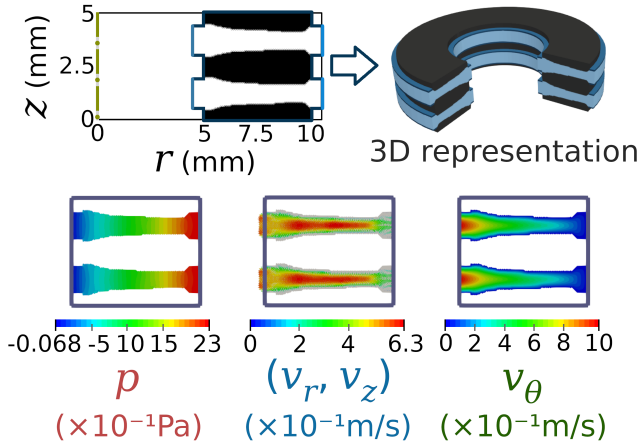 5
2.5
0
z (mm)
0 5 7.5 10
r (mm)
3D representation
-0.068 -5 10 15 23
0 2 4 6.3
0 2 4 6 8 10
p
(v_r, v_z)
v_θ
(×10⁻¹Pa)
(×10⁻¹m/s)
(×10⁻¹m/s)